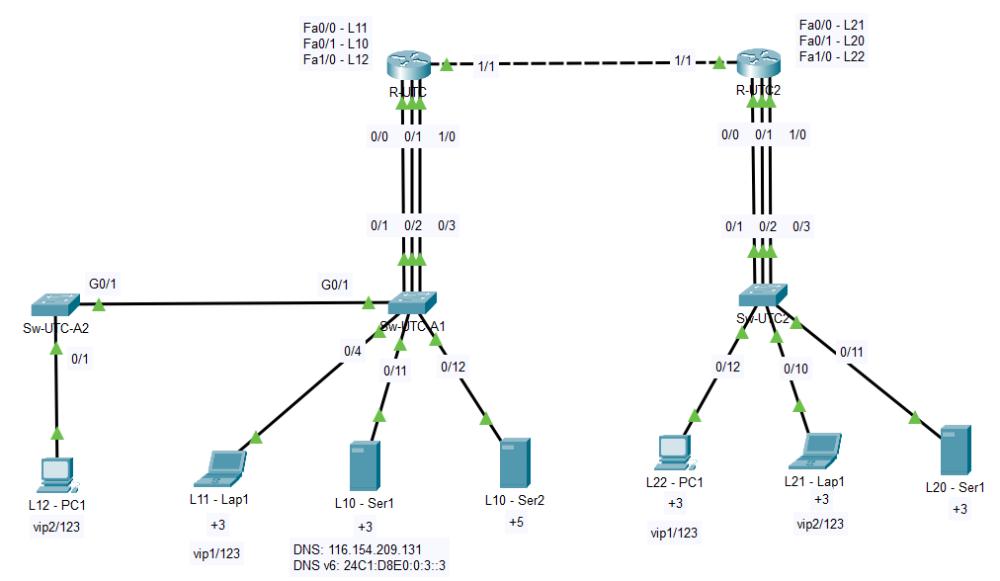 Fa0/0 - L11
Fa0/1 - L10
Fa1/0 - L12
Fa0/0 - L21
Fa0/1 - L20
Fa1/0 - L22
1/1
1/1
R-UTC
R-UTC2
0/0 0/1 1/0
0/0 0/1 1/0
0/1 0/2 0/3
0/1 0/2 0/3
G0/1
G0/1
Sw-UTC-A2
Sw-UTC-A1
Sw-UTC2
0/1
0/4
0/11
0/12
0/12
0/10
0/11
L12 - PC1
vip2/123
L11 - Lap1
+3
vip1/123
L10 - Ser1
+3
DNS: 116.154.209.131
DNS v6: 24C1:D8E0:0:3::3
L10 - Ser2
+5
L22 - PC1
+3
vip1/123
L21 - Lap1
+3
vip2/123
L20 - Ser1
+3